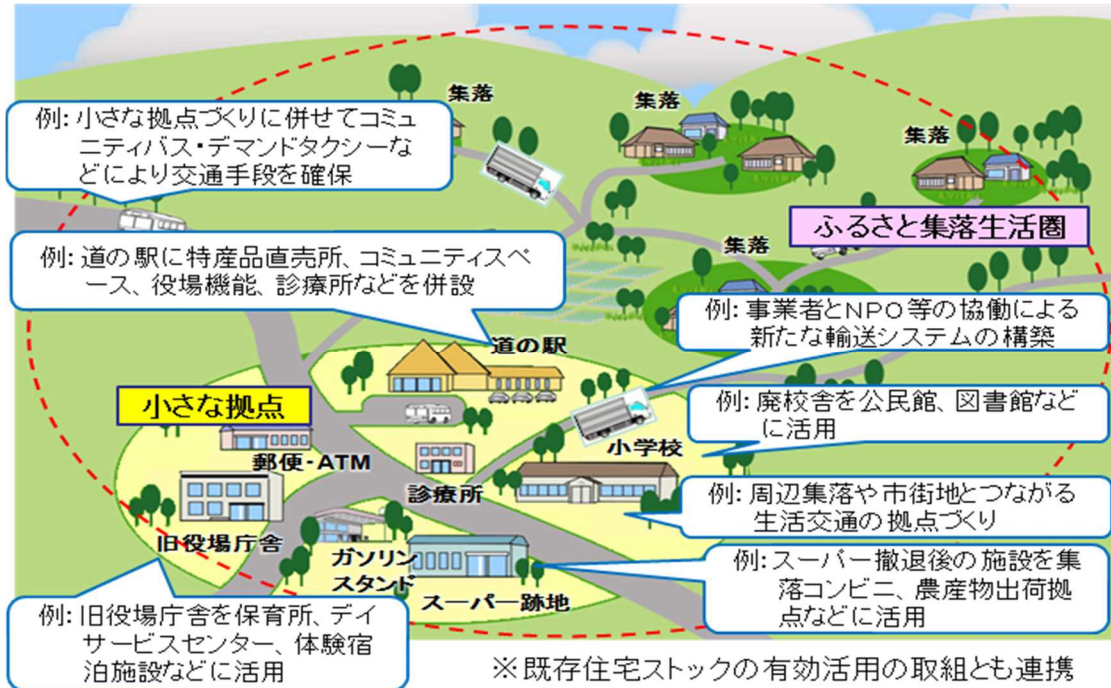 集落
集落
集落
例: 小さな拠点づくりに併せてコミュ
ニティバス・デマンドタクシーな
どにより交通手段を確保
ふるさと集落生活圏
集落
例: 道の駅に特産品直売所、コミュニティスペ
ース、役場機能、診療所などを併設
例: 事業者とNPO等の協働による
新たな輸送システムの構築
道の駅
小さな拠点
例: 廃校舎を公民館、図書館など
に活用
小学校
郵便・ATM
診療所
例: 周辺集落や市街地とつながる
生活交通の拠点づくり
旧役場庁舎
ガソリン
スタンド
スーパー跡地
例: スーパー撤退後の施設を集
落コンビニ、農産物出荷拠
点などに活用
例: 旧役場庁舎を保育所、デイ
サービスセンター、体験宿
泊施設などに活用
※既存住宅ストックの有効活用の取組とも連携